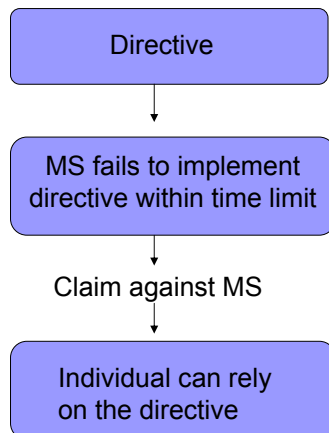 Directive
MS fails to implement
directive within time limit
Claim against MS
Individual can rely
on the directive